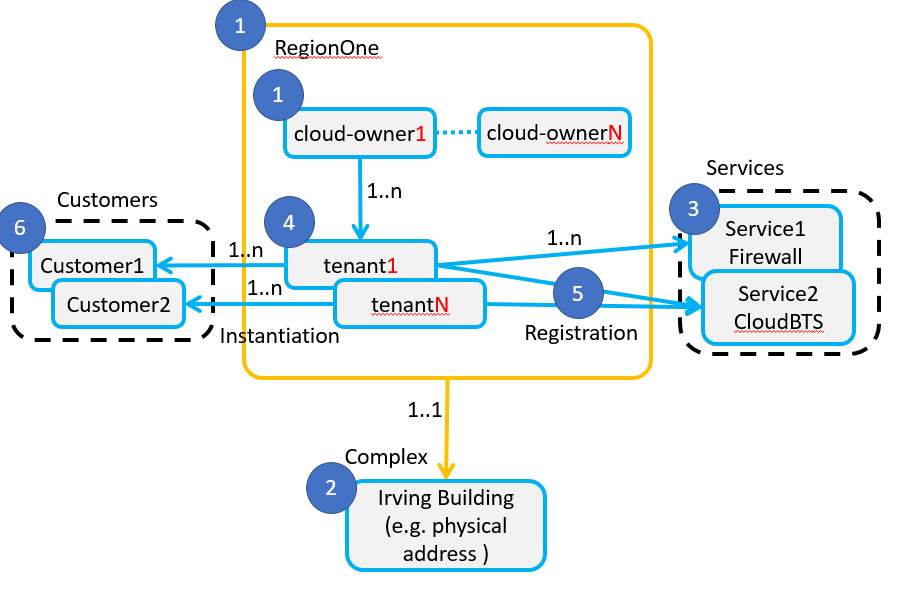 1
RegionOne
1
cloud-owner1
cloud-ownerN
1..n
Services
Customers
6
4
3
Service1
Firewall
1..n
1..n
Customer1
tenant1
1..n
5
Customer2
tenantN
Service2
CloudBTS
Instantiation
Registration
1..1
Complex
2
Irving Building
(e.g. physical
address )